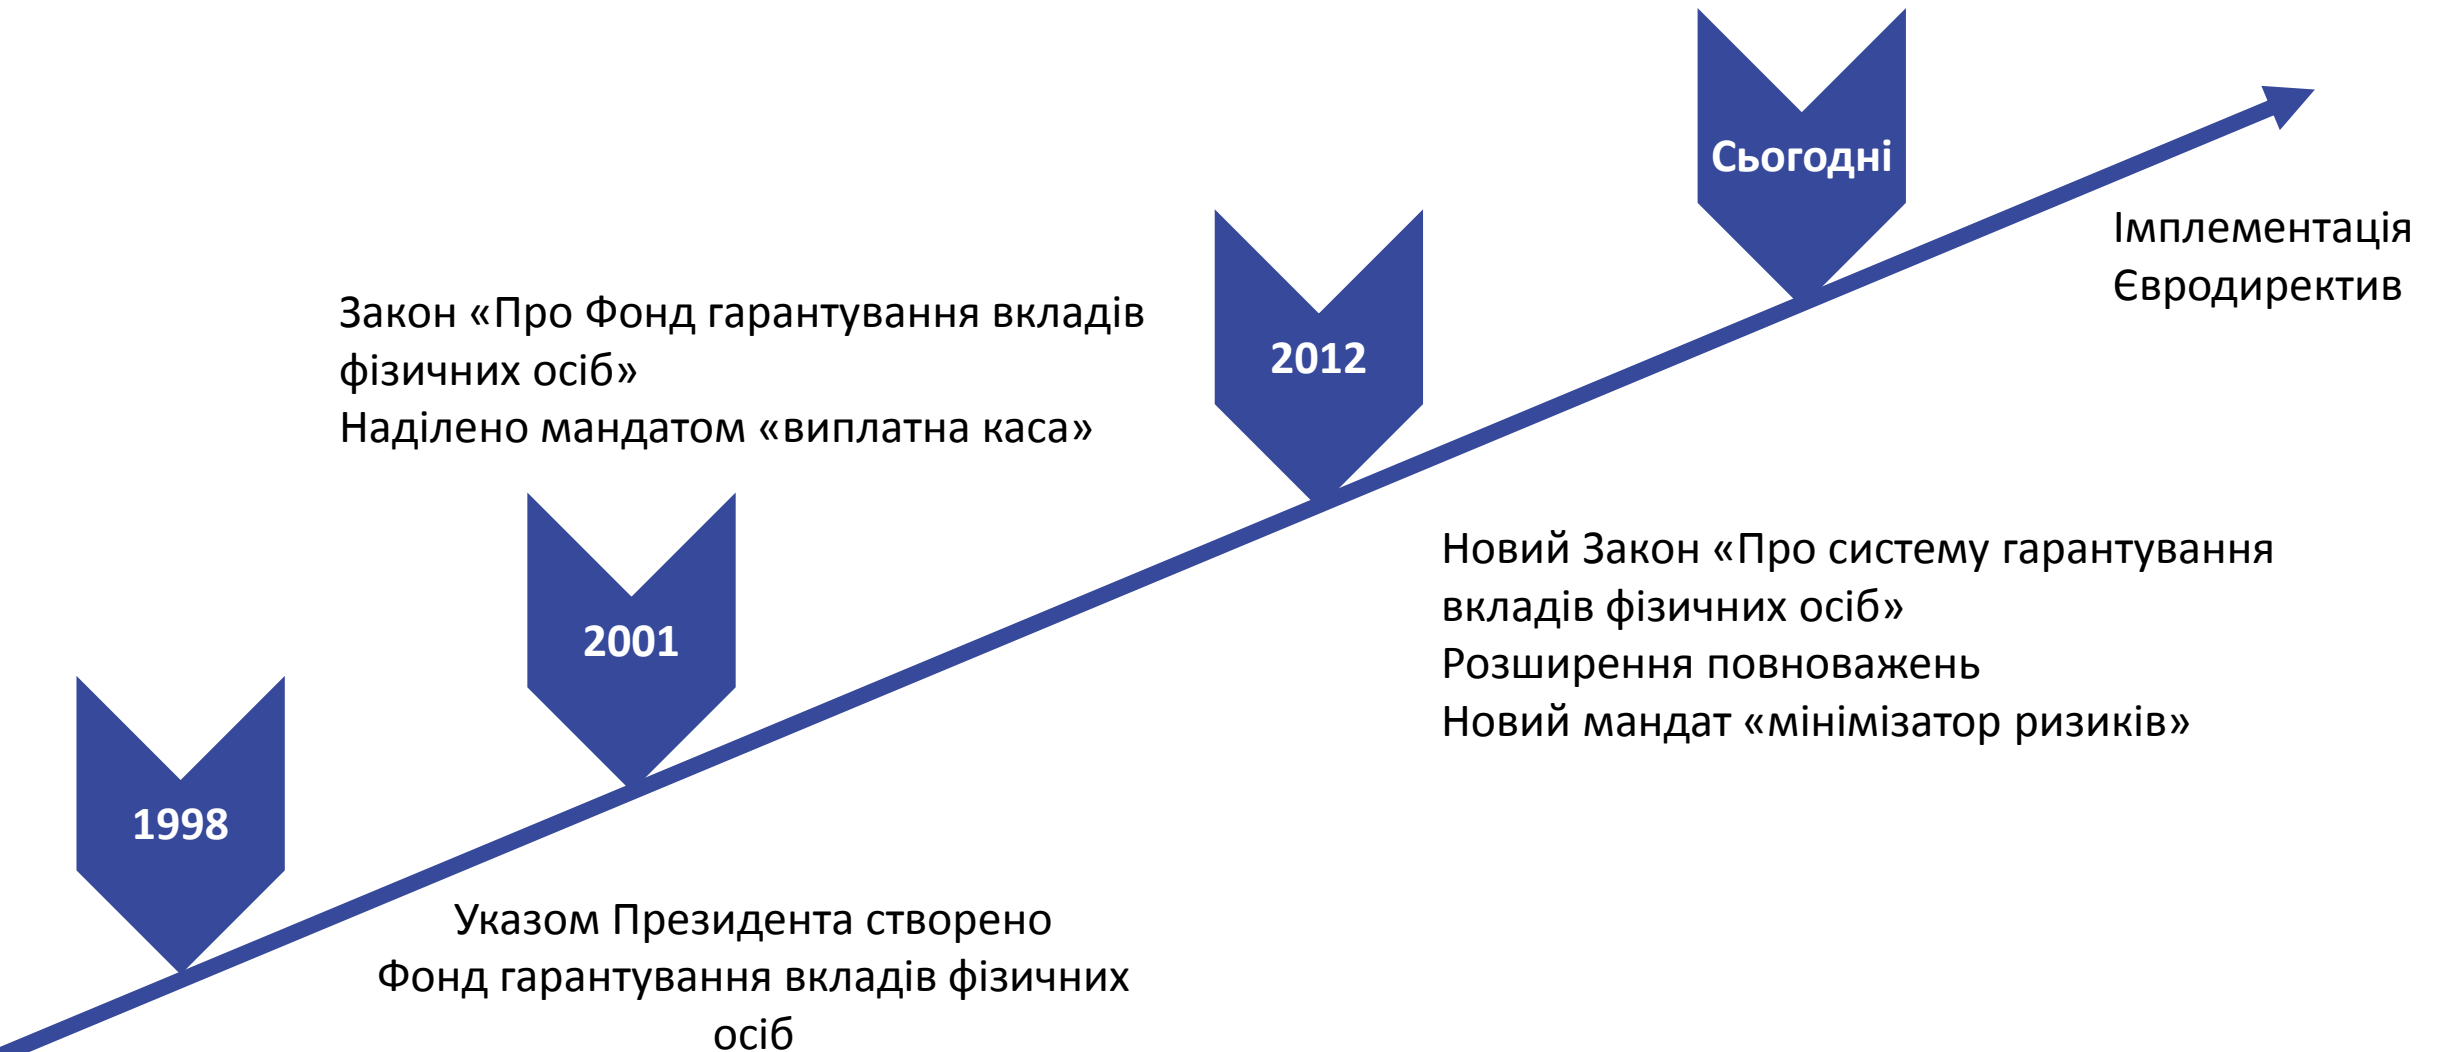 1998
Указом Президента створено
Фонд гарантування вкладів фізичних
осіб
2001
Закон «Про Фонд гарантування вкладів
фізичних осіб»
Наділено мандатом «виплатна каса»
2012
Новий Закон «Про систему гарантування
вкладів фізичних осіб»
Розширення повноважень
Новий мандат «мінімізатор ризиків»
Сьогодні
Імплементація
Євродиректив